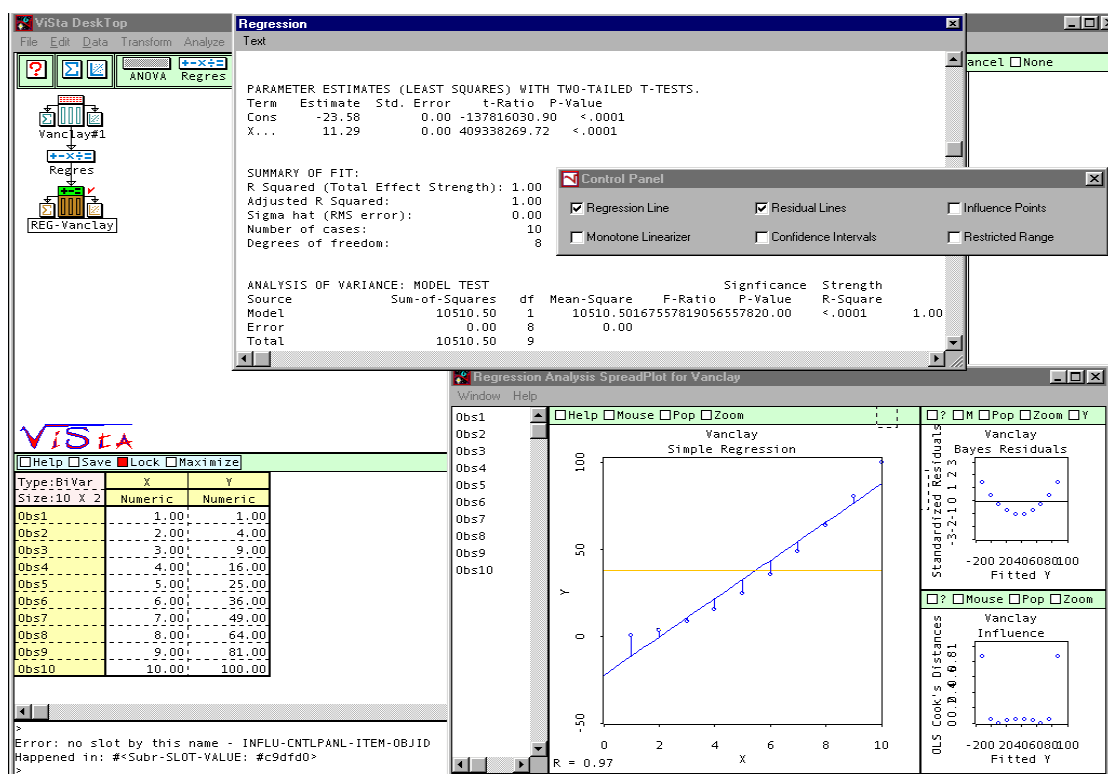 ViSta DeskTop
File Edit Data Transform Analyze
ANOVA Regres
Vanclay#1
Regres
REG-Vanclay
Regression
Text
PARAMETER ESTIMATES (LEAST SQUARES) WITH TWO-TAILED T-TESTS.
Term Estimate Std. Error t-Ratio P-Value
Cons -23.58 0.00 -137816030.90 <.0001
X... 11.29 0.00 409338269.72 <.0001
SUMMARY OF FIT:
R Squared (Total Effect Strength): 1.00
Adjusted R Squared: 1.00
Sigma hat (RMS error): 0.00
Number of cases: 10
Degrees of freedom: 8
ANALYSIS OF VARIANCE: MODEL TEST Signficance Strength
Source Sum-of-Squares df Mean-Square F-Ratio P-Value R-Square
Model 10510.50 1 10510.50167557819056557820.00 <.0001 1.00
Error 0.00 8 0.00
Total 10510.50 9
ancel None
Control Panel
Regression Line Residual Lines Influence Points
Monotone Linearizer Confidence Intervals Restricted Range
ViSta
Help Save Lock Maximize
Type:BiVar X Y
Size:10 X 2 Numeric Numeric
Obs1 1.00 1.00
Obs2 2.00 4.00
Obs3 3.00 9.00
Obs4 4.00 16.00
Obs5 5.00 25.00
Obs6 6.00 36.00
Obs7 7.00 49.00
Obs8 8.00 64.00
Obs9 9.00 81.00
Obs10 10.00 100.00
>
Error: no slot by this name - INFLU-CNTLPANL-ITEM-OBJID
Happened in: #<Subr-SLOT-VALUE: #c9dfd0>
>
Regression Analysis SpreadPlot for Vanclay
Window Help
Obs1
Obs2
Obs3
Obs4
Obs5
Obs6
Obs7
Obs8
Obs9
Obs10
Help Mouse Pop Zoom
Vanclay
Simple Regression
100
50
0
-50
Y
0 2 4 6 8 10
X
R = 0.97
? M Pop Zoom Y
Vanclay
Bayes Residuals
Standardized Residuals
-3-2-1 0 1 2 3
-200 20406080100
Fitted Y
? Mouse Pop Zoom
Vanclay
Influence
OLS Cook's Distances
-200 20406080100
Fitted Y